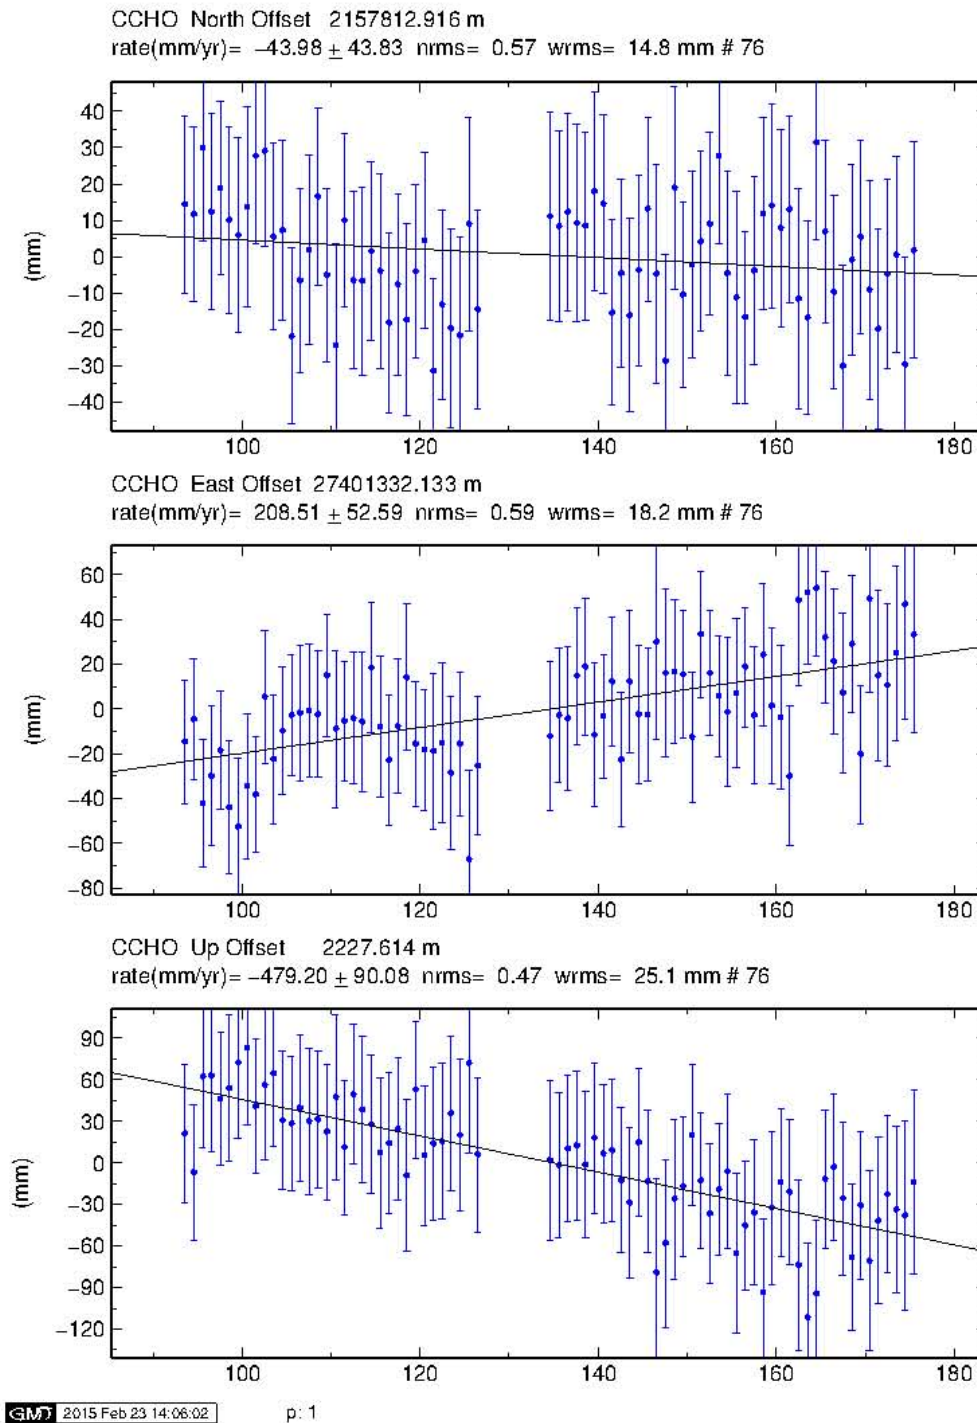 CCHO North Offset 2157812.916 m
rate(mm/yr)= −43.98 ± 43.83 nrms= 0.57 wrms= 14.8 mm # 76
40
30
20
10
0
−10
−20
−30
−40
(mm)
100 120 140 160 180
CCHO East Offset 27401332.133 m
rate(mm/yr)= 208.51 ± 52.59 nrms= 0.59 wrms= 18.2 mm # 76
60
40
20
0
−20
−40
−60
−80
(mm)
100 120 140 160 180
CCHO Up Offset 2227.614 m
rate(mm/yr)= −479.20 ± 90.08 nrms= 0.47 wrms= 25.1 mm # 76
90
60
30
0
−30
−60
−90
−120
(mm)
100 120 140 160 180
GMT 2015 Feb 23 14:06:02 p: 1